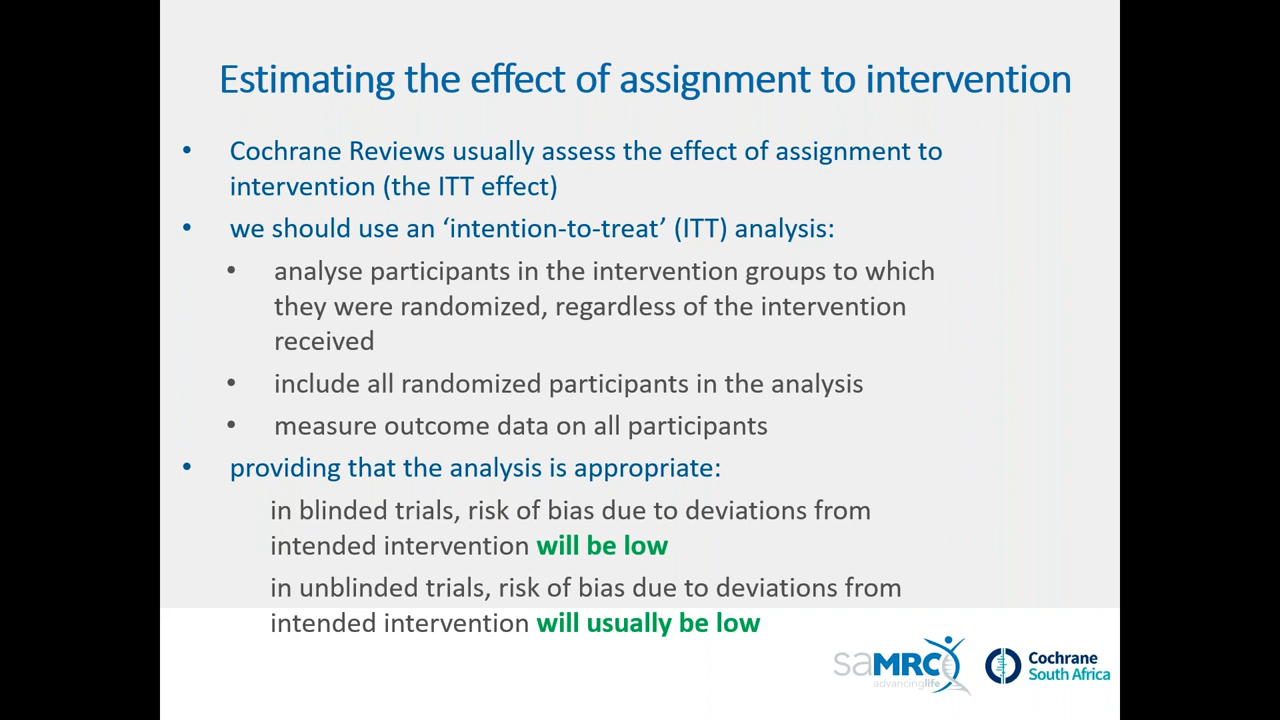 Estimating the effect of assignment to intervention
• Cochrane Reviews usually assess the effect of assignment to
intervention (the ITT effect)
• we should use an ‘intention-to-treat’ (ITT) analysis:
• analyse participants in the intervention groups to which
they were randomized, regardless of the intervention
received
• include all randomized participants in the analysis
• measure outcome data on all participants
• providing that the analysis is appropriate:
in blinded trials, risk of bias due to deviations from
intended intervention will be low
in unblinded trials, risk of bias due to deviations from
intended intervention will usually be low
saMRC
advancinglife
Cochrane
South Africa